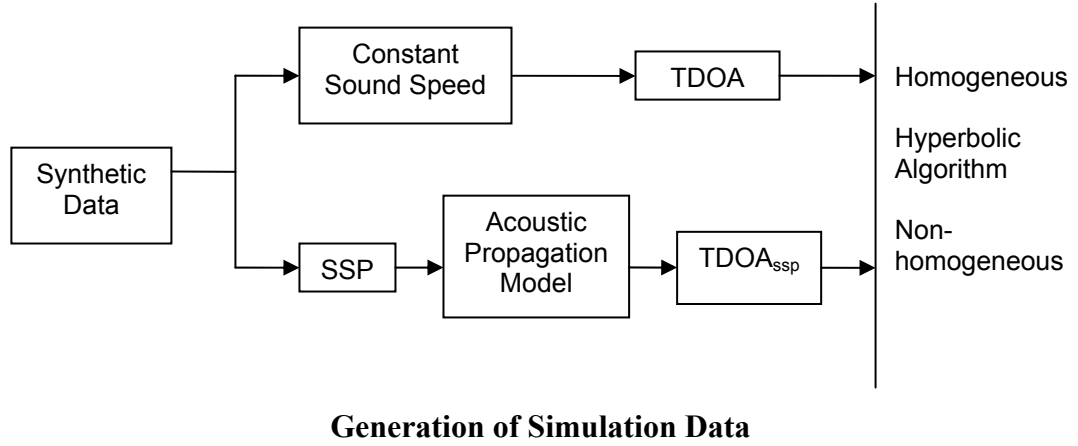 Constant
Sound Speed
TDOA
Homogeneous
Hyperbolic
Algorithm
Non-
homogeneous
Synthetic
Data
SSP
Acoustic
Propagation
Model
TDOAssp
Generation of Simulation Data